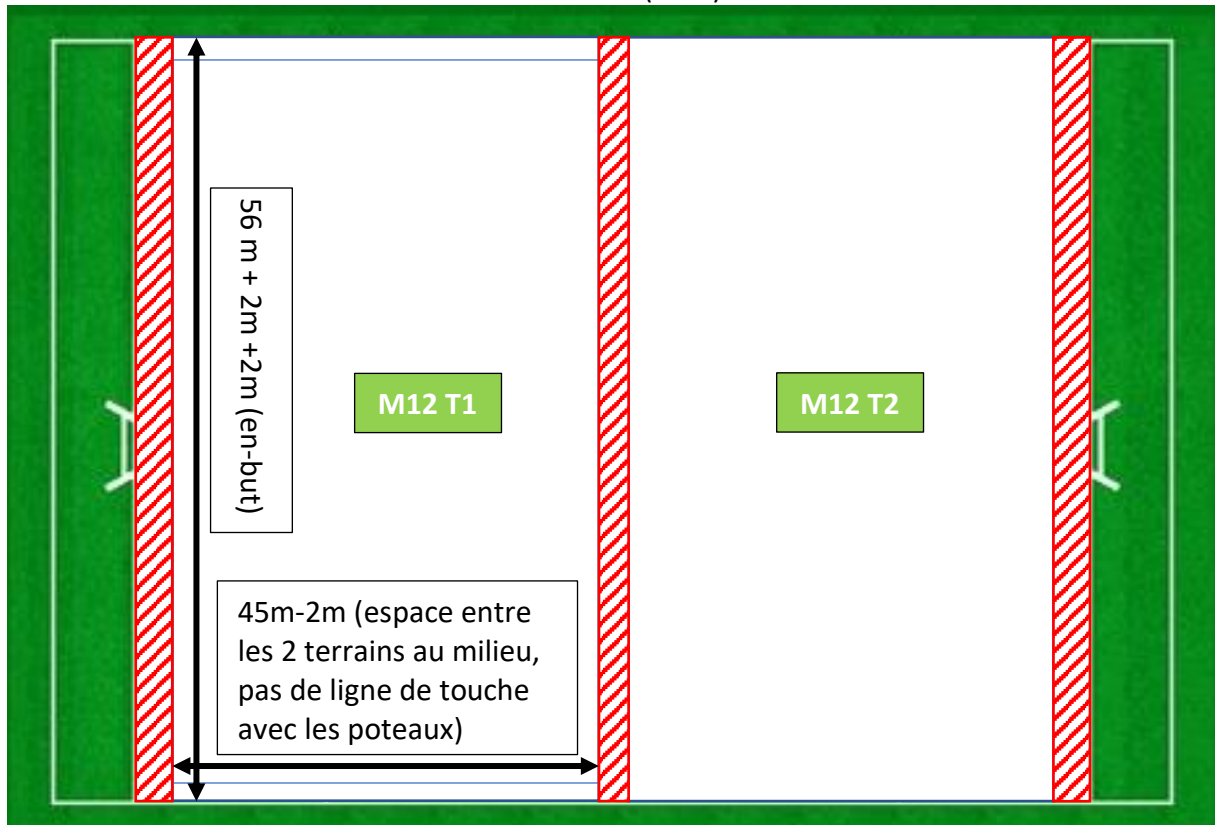 56 m + 2m +2m (en-but)
M12 T1
M12 T2
45m-2m (espace entre
les 2 terrains au milieu,
pas de ligne de touche
avec les poteaux)